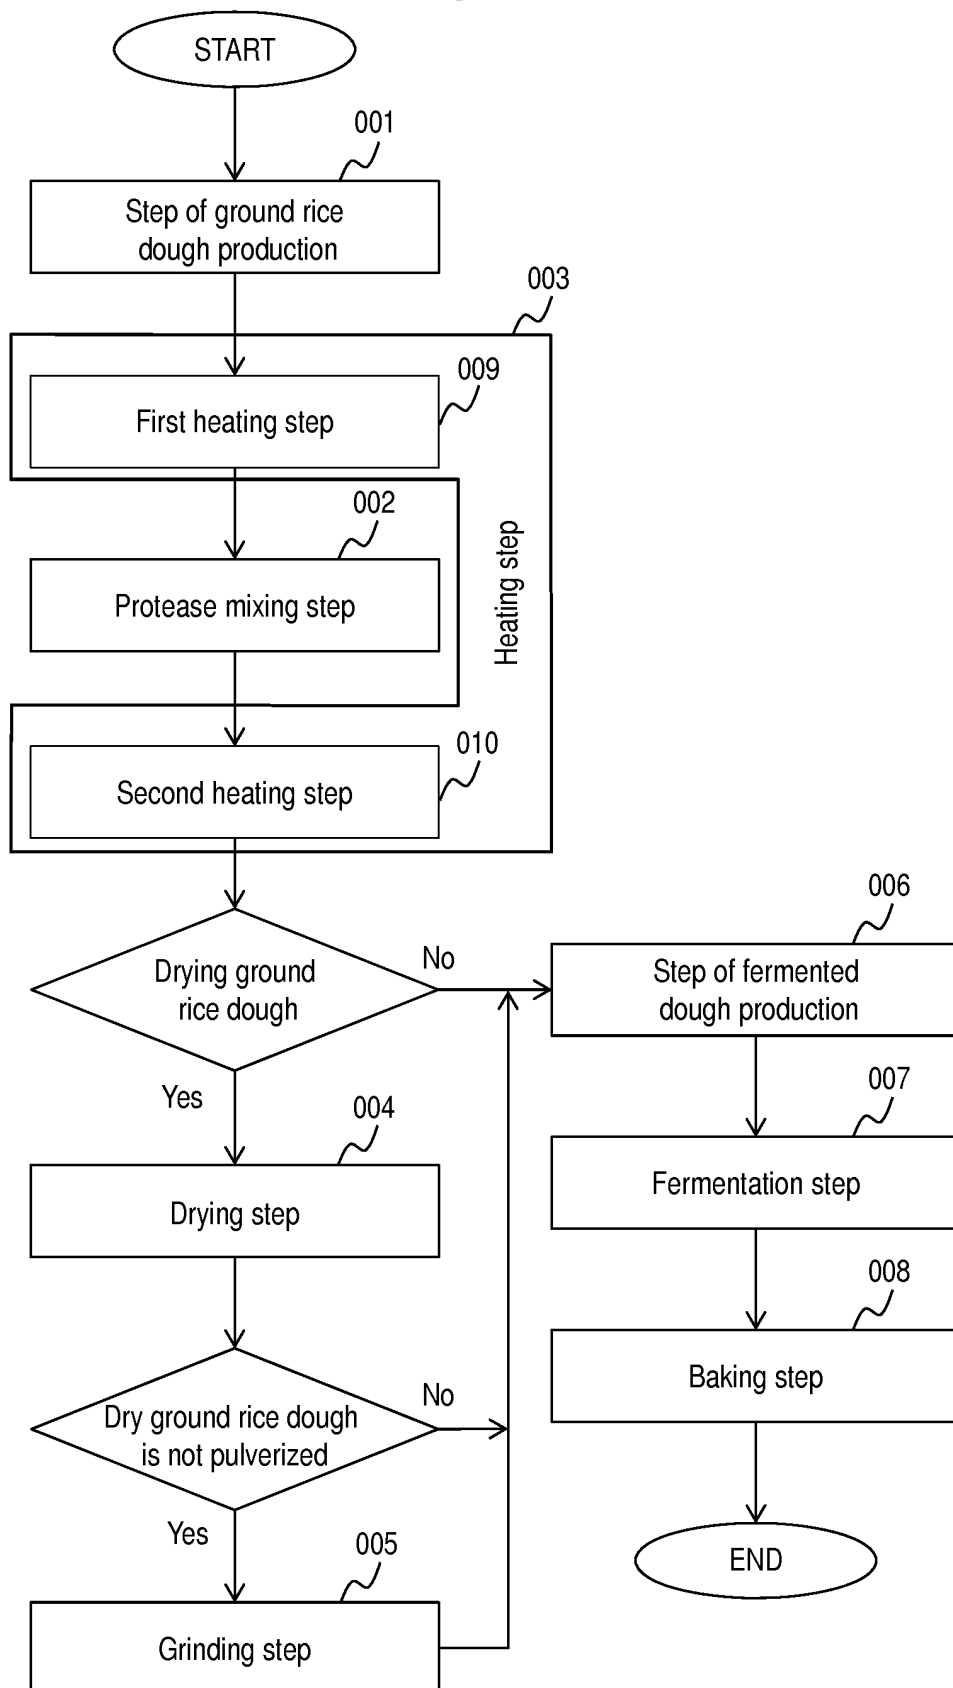 START
001
Step of ground rice
dough production
003
009
First heating step
002
Protease mixing step
Heating step
010
Second heating step
Drying ground
rice dough
No
Yes
004
Drying step
Dry ground rice dough
is not pulverized
No
Yes
005
Grinding step
006
Step of fermented
dough production
007
Fermentation step
008
Baking step
END